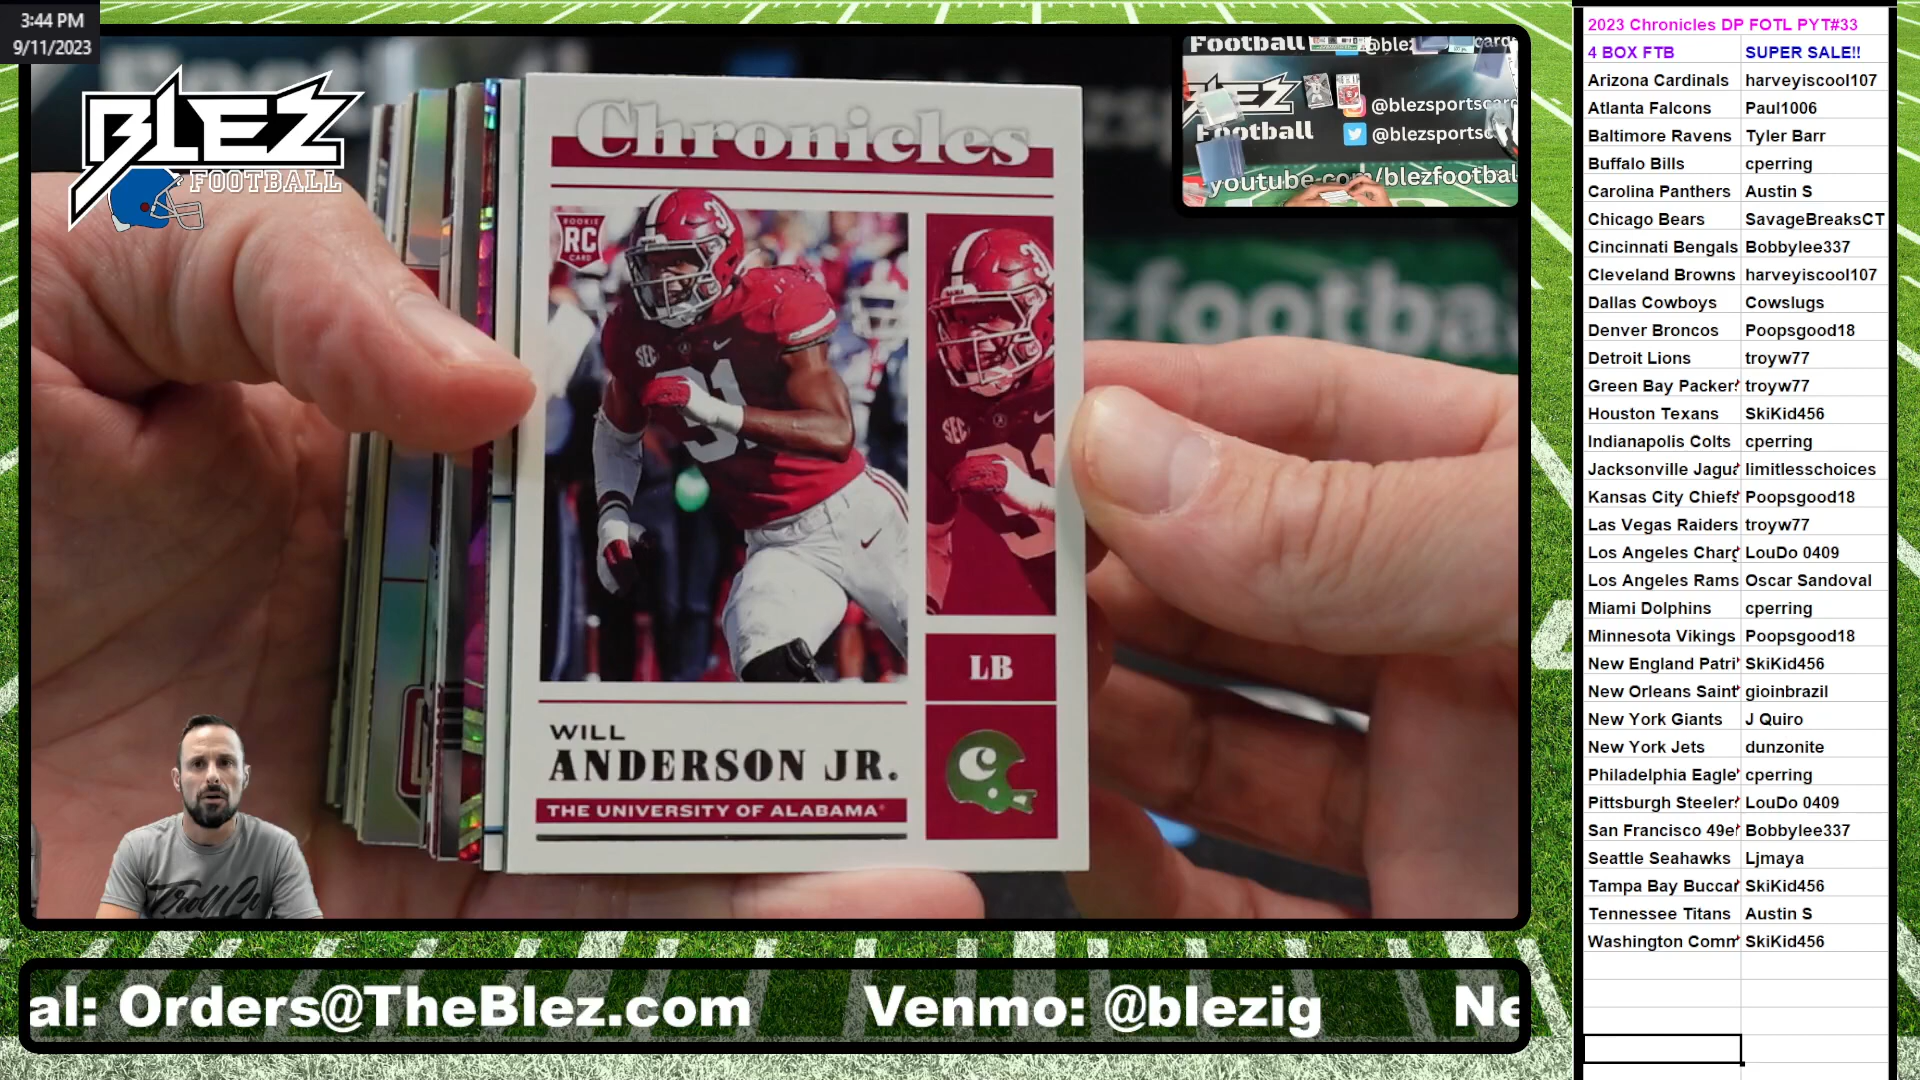 3:44 PM
9/11/2023
BLEZ
FOOTBALL
Chronicles
ROOKIE
RC
CARD
SEC
31
SEC
LB
WILL
ANDERSON JR.
THE UNIVERSITY OF ALABAMA
C
zfootba
Football
BLEZ
@blezsportscard
Football
@blezsportsc
youtube.com/blezfootbal
al: Orders@TheBlez.com Venmo: @blezig Ne
2023 Chronicles DP FOTL PYT#33
4 BOX FTB SUPER SALE!!
Arizona Cardinals harveyiscool107
Atlanta Falcons Paul1006
Baltimore Ravens Tyler Barr
Buffalo Bills cperring
Carolina Panthers Austin S
Chicago Bears SavageBreaksCT
Cincinnati Bengals Bobbylee337
Cleveland Browns harveyiscool107
Dallas Cowboys Cowslugs
Denver Broncos Poopsgood18
Detroit Lions troyw77
Green Bay Packer troyw77
Houston Texans SkiKid456
Indianapolis Colts cperring
Jacksonville Jagua limitlesschoices
Kansas City Chiefs Poopsgood18
Las Vegas Raiders troyw77
Los Angeles Charg LouDo 0409
Los Angeles Rams Oscar Sandoval
Miami Dolphins cperring
Minnesota Vikings Poopsgood18
New England Patri SkiKid456
New Orleans Saint gioinbrazil
New York Giants J Quiro
New York Jets dunzonite
Philadelphia Eagle cperring
Pittsburgh Steeler LouDo 0409
San Francisco 49e Bobbylee337
Seattle Seahawks Ljmaya
Tampa Bay Buccar SkiKid456
Tennessee Titans Austin S
Washington Comm SkiKid456